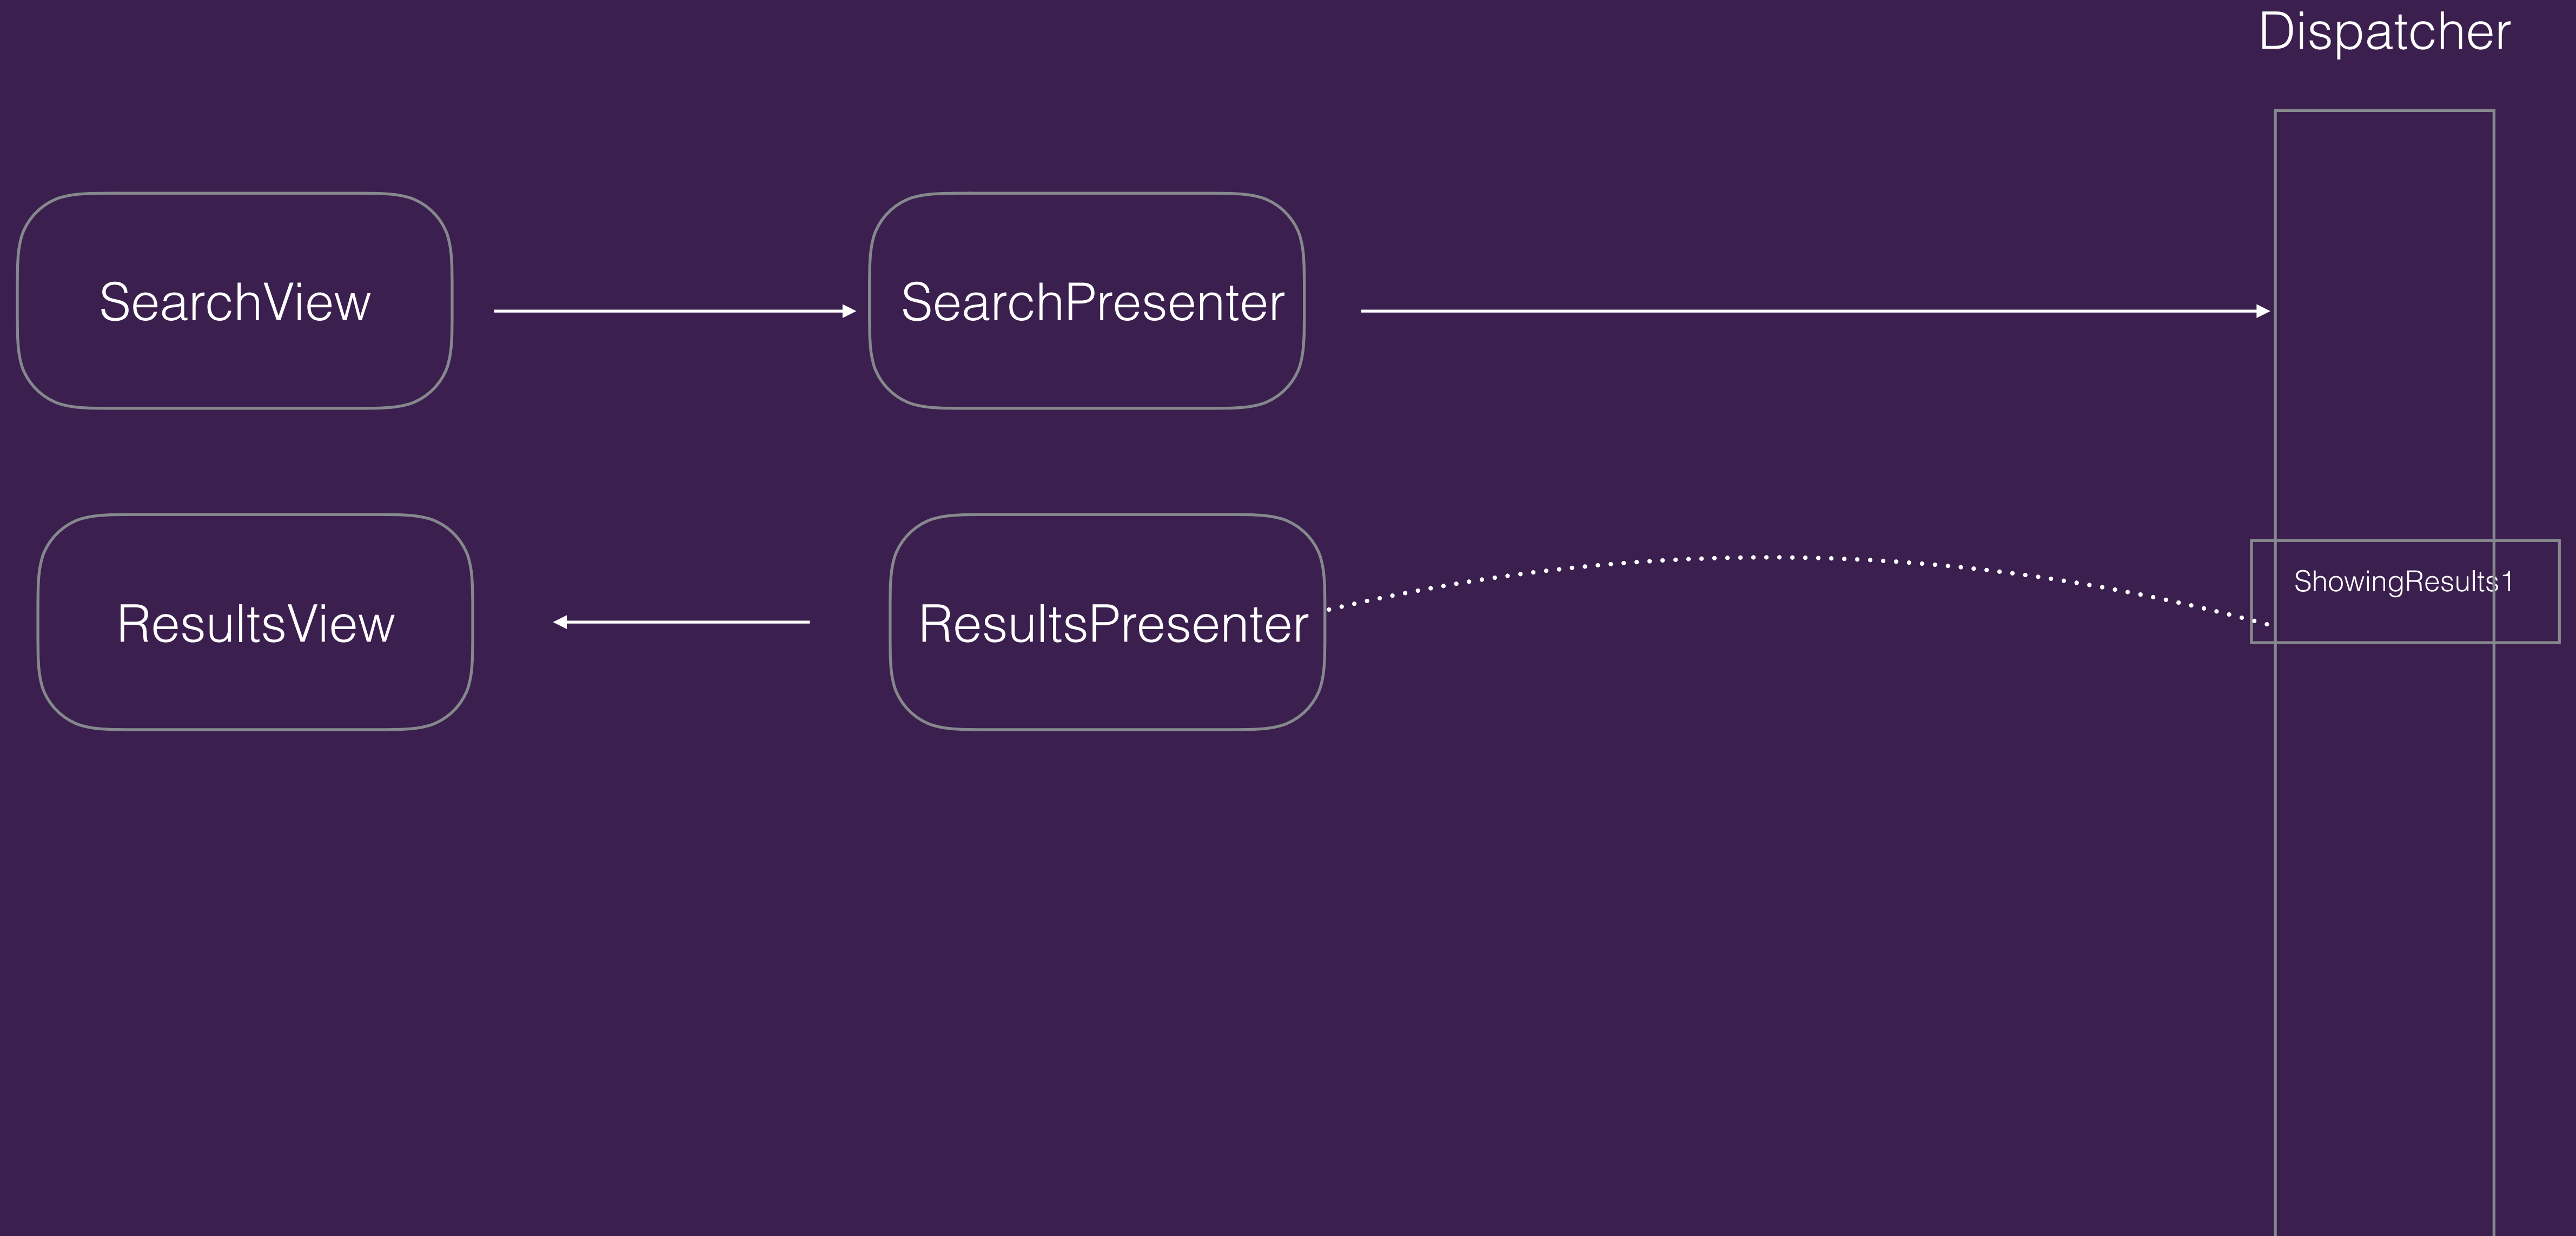 Dispatcher
SearchView
SearchPresenter
ShowingResults1
ResultsView
ResultsPresenter